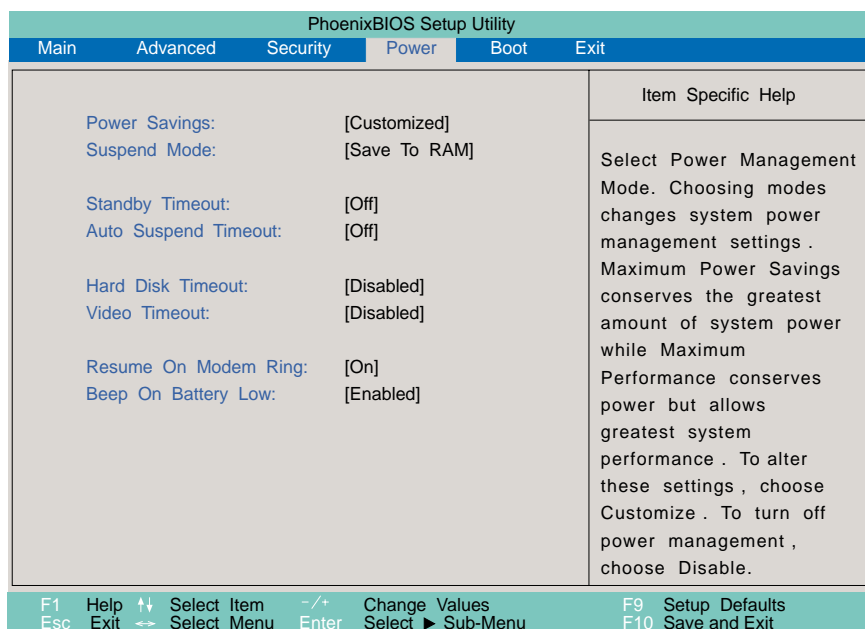 PhoenixBIOS Setup Utility
Main Advanced Security Power Boot Exit
Power Savings: [Customized]
Suspend Mode: [Save To RAM]
Standby Timeout: [Off]
Auto Suspend Timeout: [Off]
Hard Disk Timeout: [Disabled]
Video Timeout: [Disabled]
Resume On Modem Ring: [On]
Beep On Battery Low: [Enabled]
Item Specific Help
Select Power Management
Mode. Choosing modes
changes system power
management settings .
Maximum Power Savings
conserves the greatest
amount of system power
while Maximum
Performance conserves
power but allows
greatest system
performance . To alter
these settings , choose
Customize . To turn off
power management ,
choose Disable.
F1 Help ↑↓ Select Item -/+ Change Values F9 Setup Defaults
Esc Exit ↔ Select Menu Enter Select ▶ Sub-Menu F10 Save and Exit